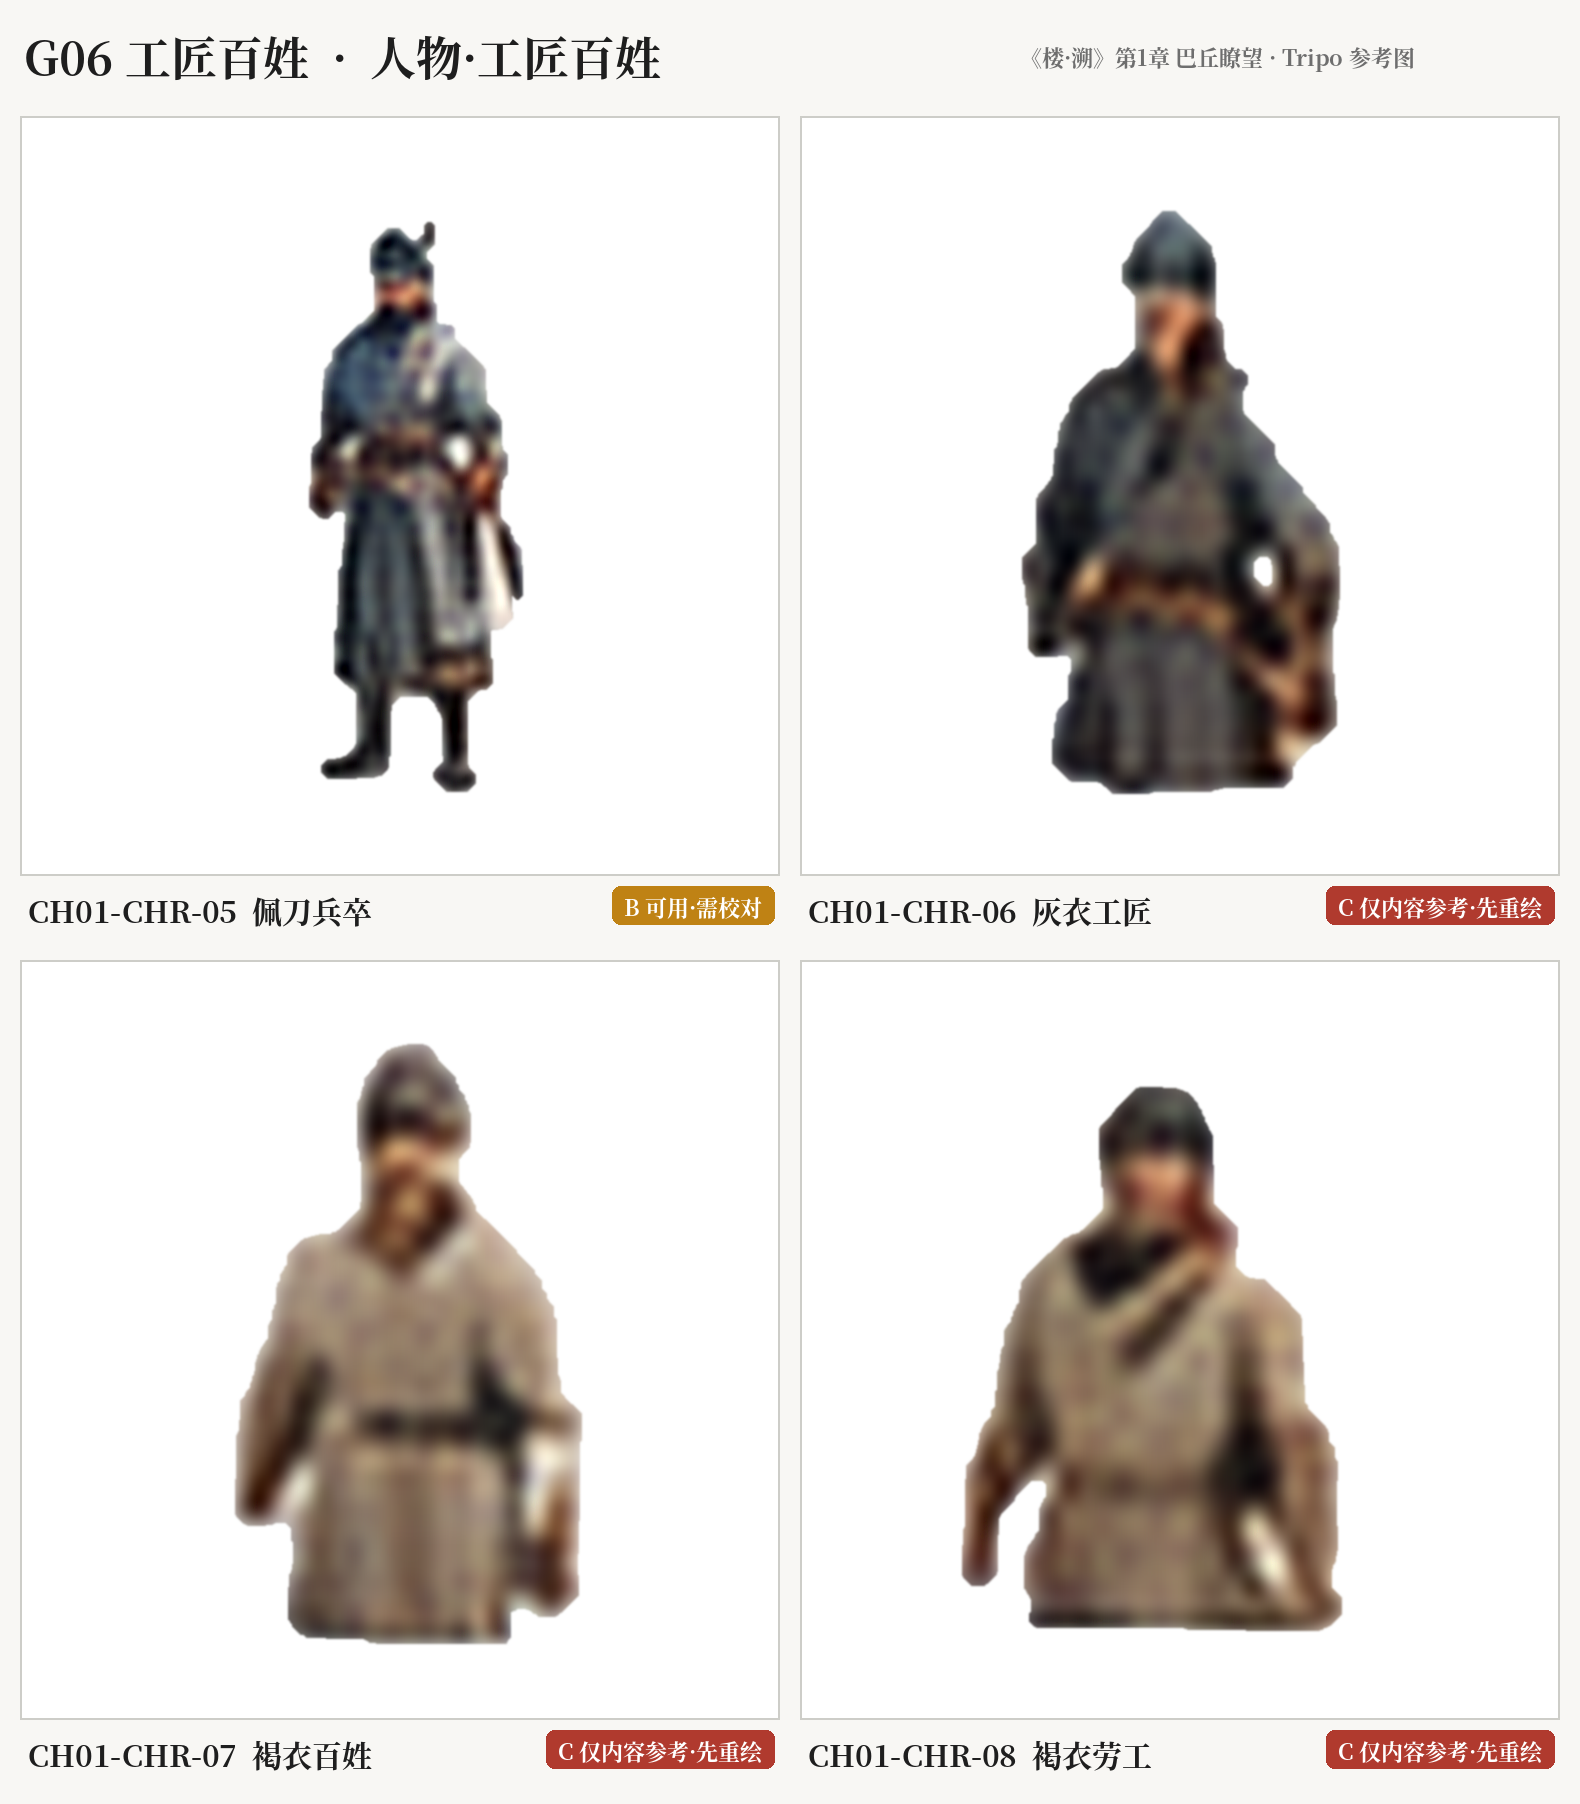 G06 工匠百姓 · 人物·工匠百姓
《楼·溯》第1章 巴丘瞭望 · Tripo 参考图
CH01-CHR-05 佩刀兵卒
B 可用·需校对
CH01-CHR-06 灰衣工匠
C 仅内容参考·先重绘
CH01-CHR-07 褐衣百姓
C 仅内容参考·先重绘
CH01-CHR-08 褐衣劳工
C 仅内容参考·先重绘